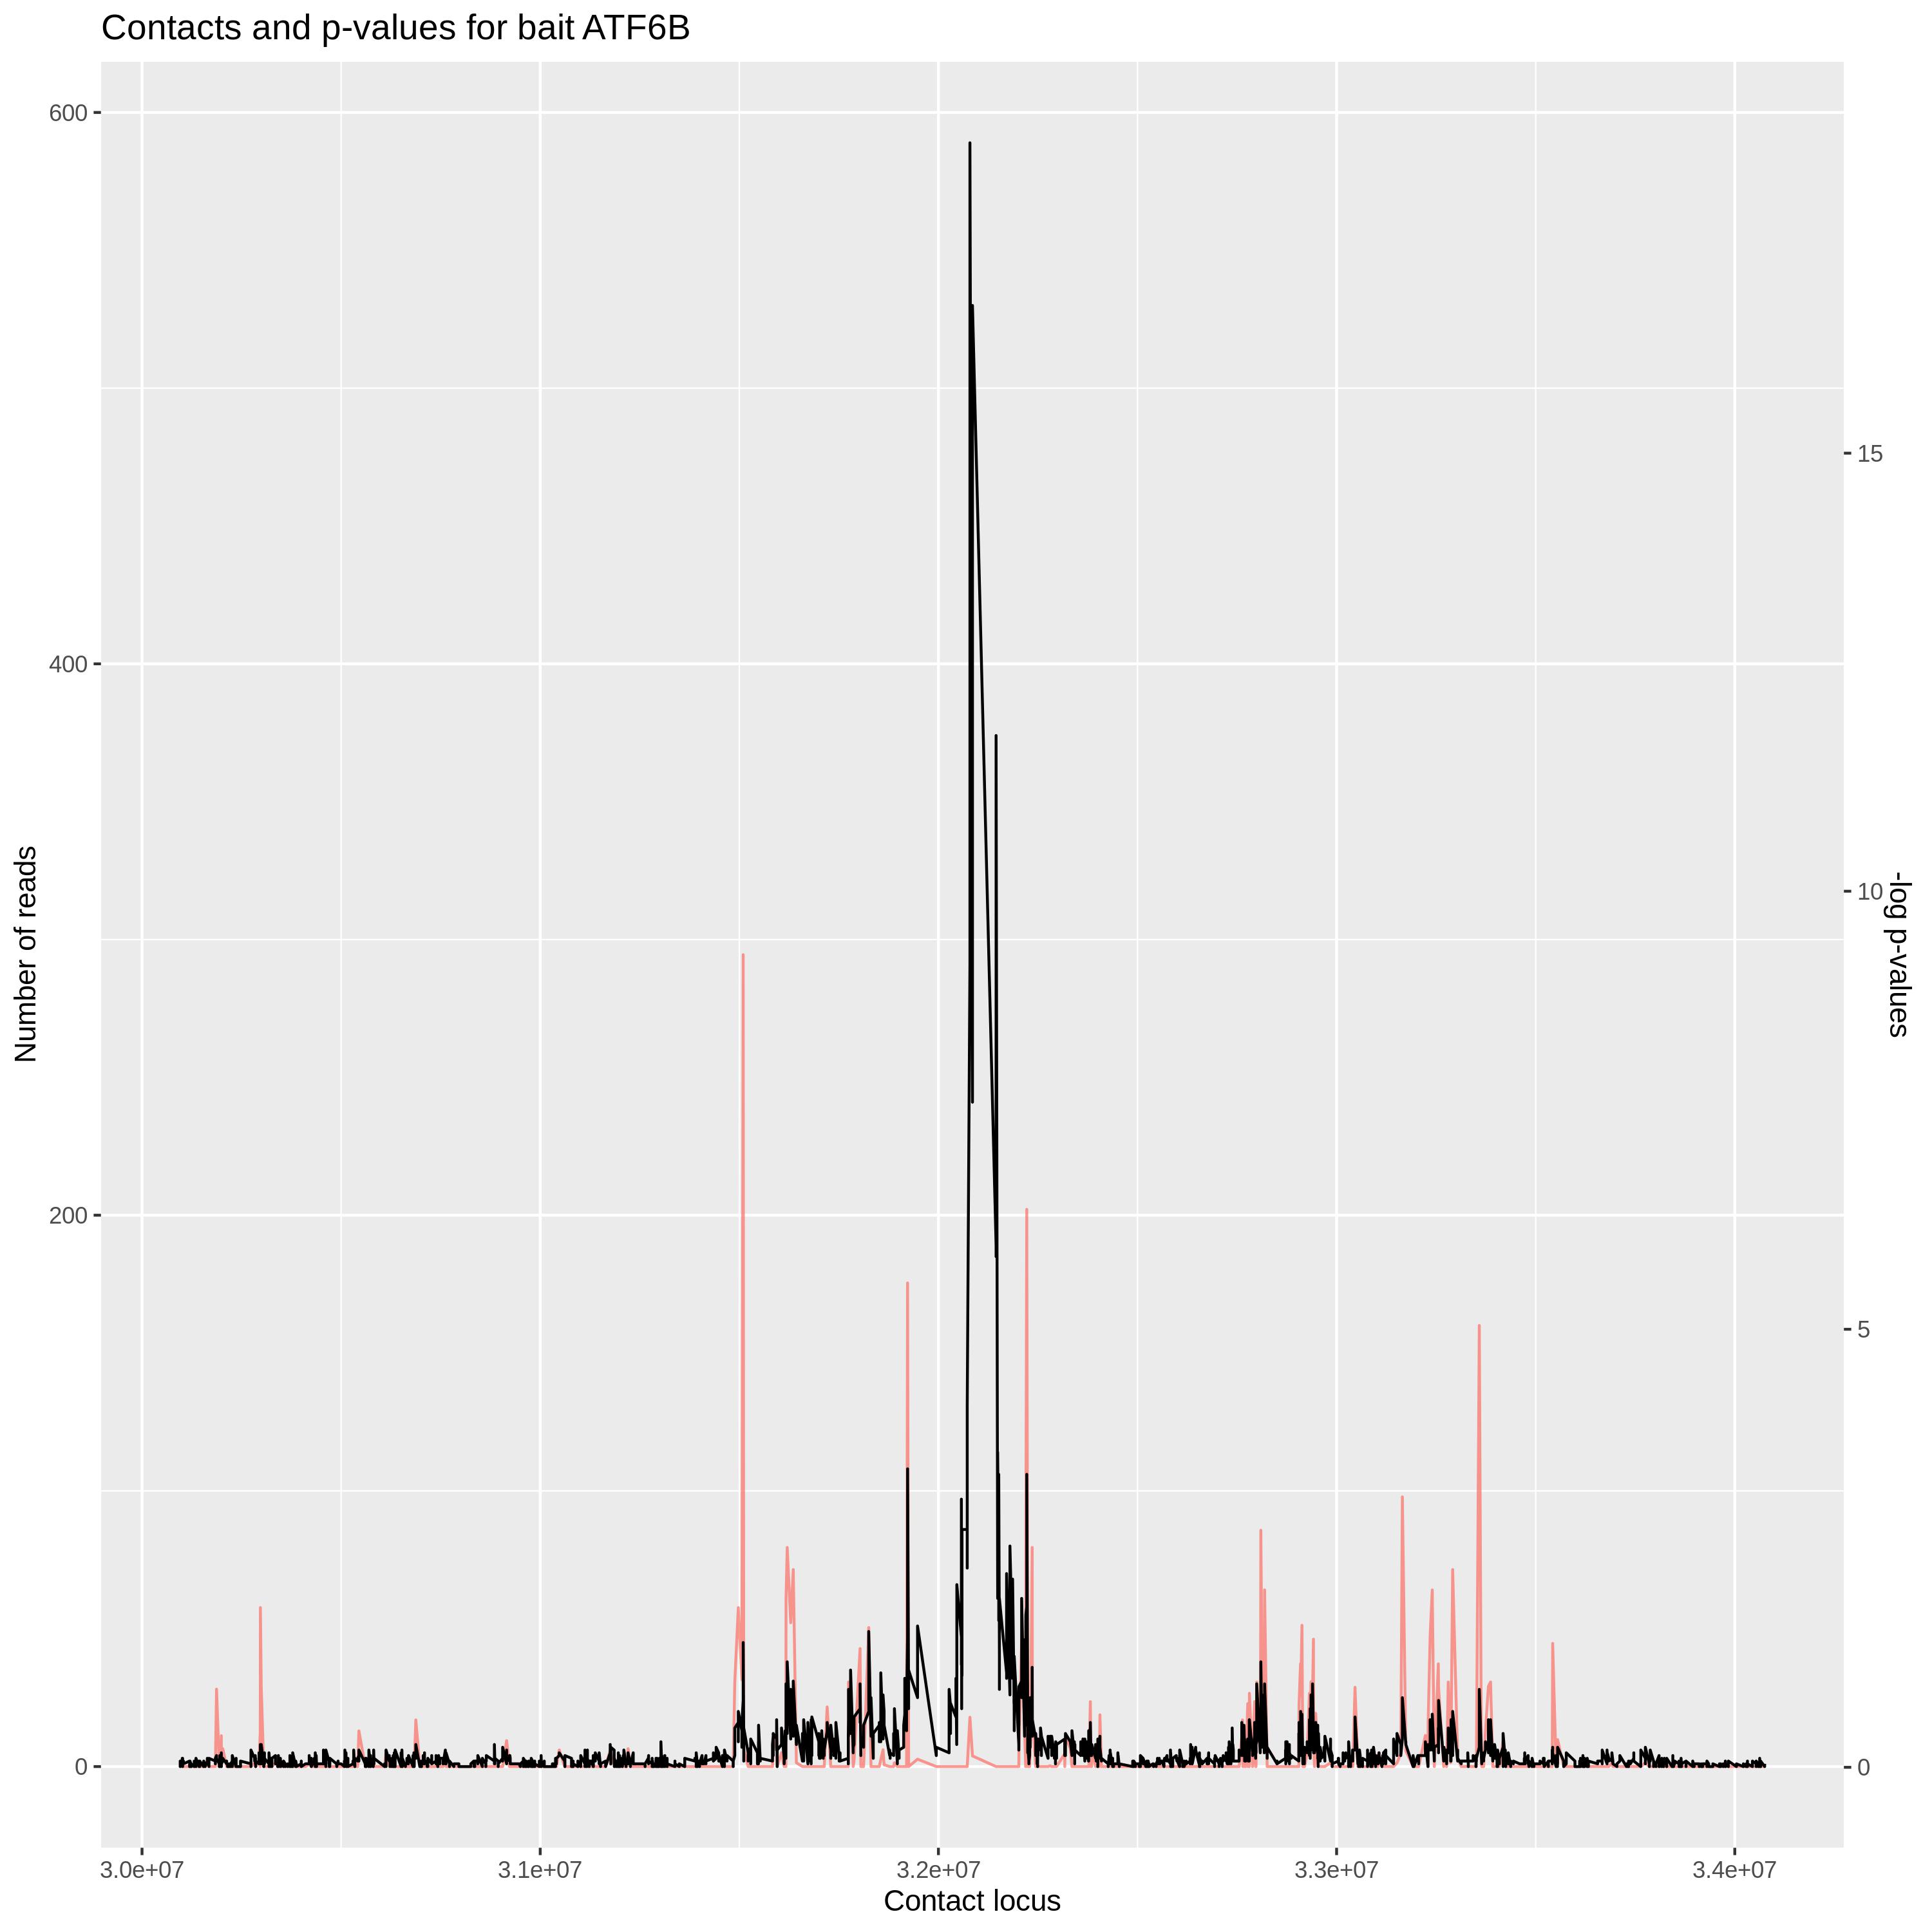 Contacts and p-values for bait ATF6B
600
400
200
0
Number of reads
15
10
5
0
-log p-values
3.0e+07
3.1e+07
3.2e+07
3.3e+07
3.4e+07
Contact locus